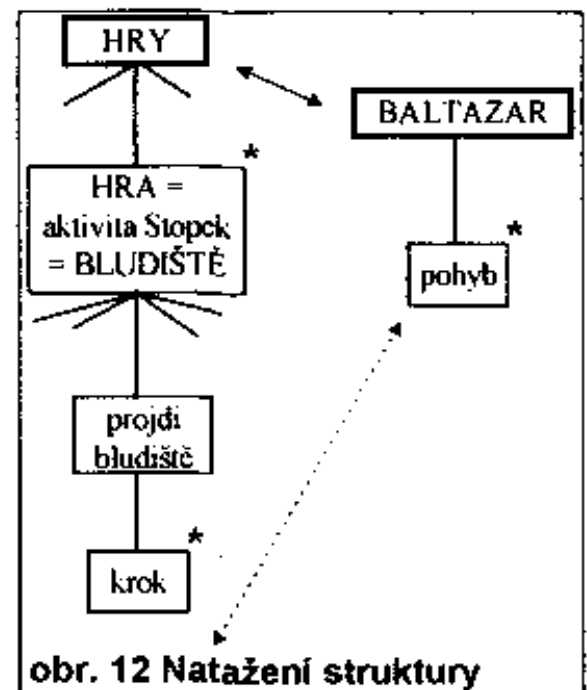 HRY
BALTAZAR
*
HRA =
aktivita Stopek
= BLUDIŠTĚ
*
pohyb
projdi
bludiště
*
krok
obr. 12 Natažení struktury